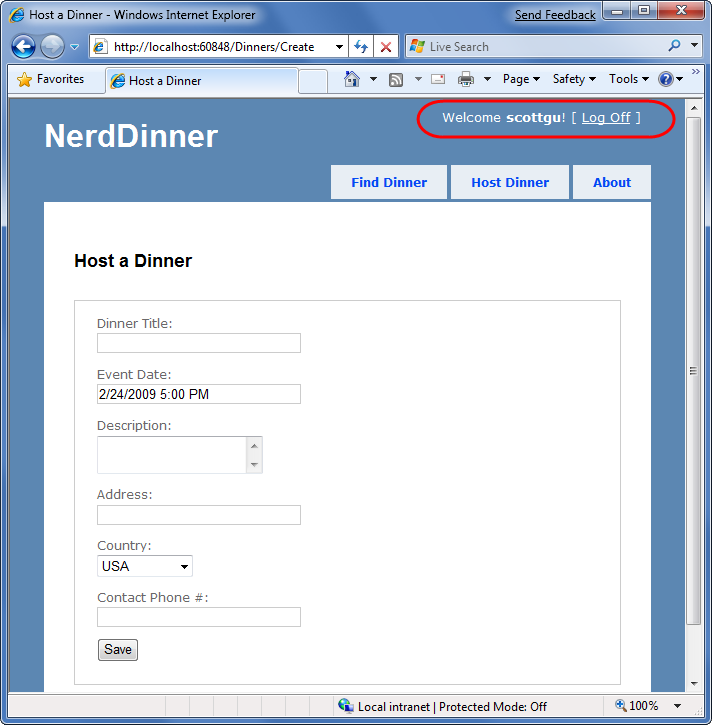 Host a Dinner - Windows Internet Explorer
Send Feedback
http://localhost:60848/Dinners/Create
Live Search
Favorites
Host a Dinner
Page
Safety
Tools
Welcome scottgu! [ Log Off ]
NerdDinner
Find Dinner
Host Dinner
About
Host a Dinner
Dinner Title:
Event Date:
2/24/2009 5:00 PM
Description:
Address:
Country:
USA
Contact Phone #:
Save
Local intranet | Protected Mode: Off
100%